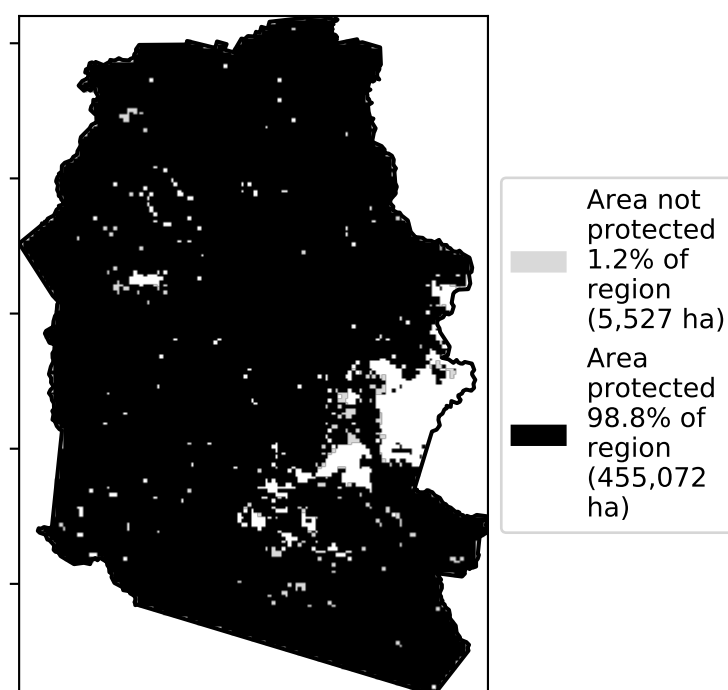 Area not
protected
1.2% of
region
(5,527 ha)
Area
protected
98.8% of
region
(455,072
ha)